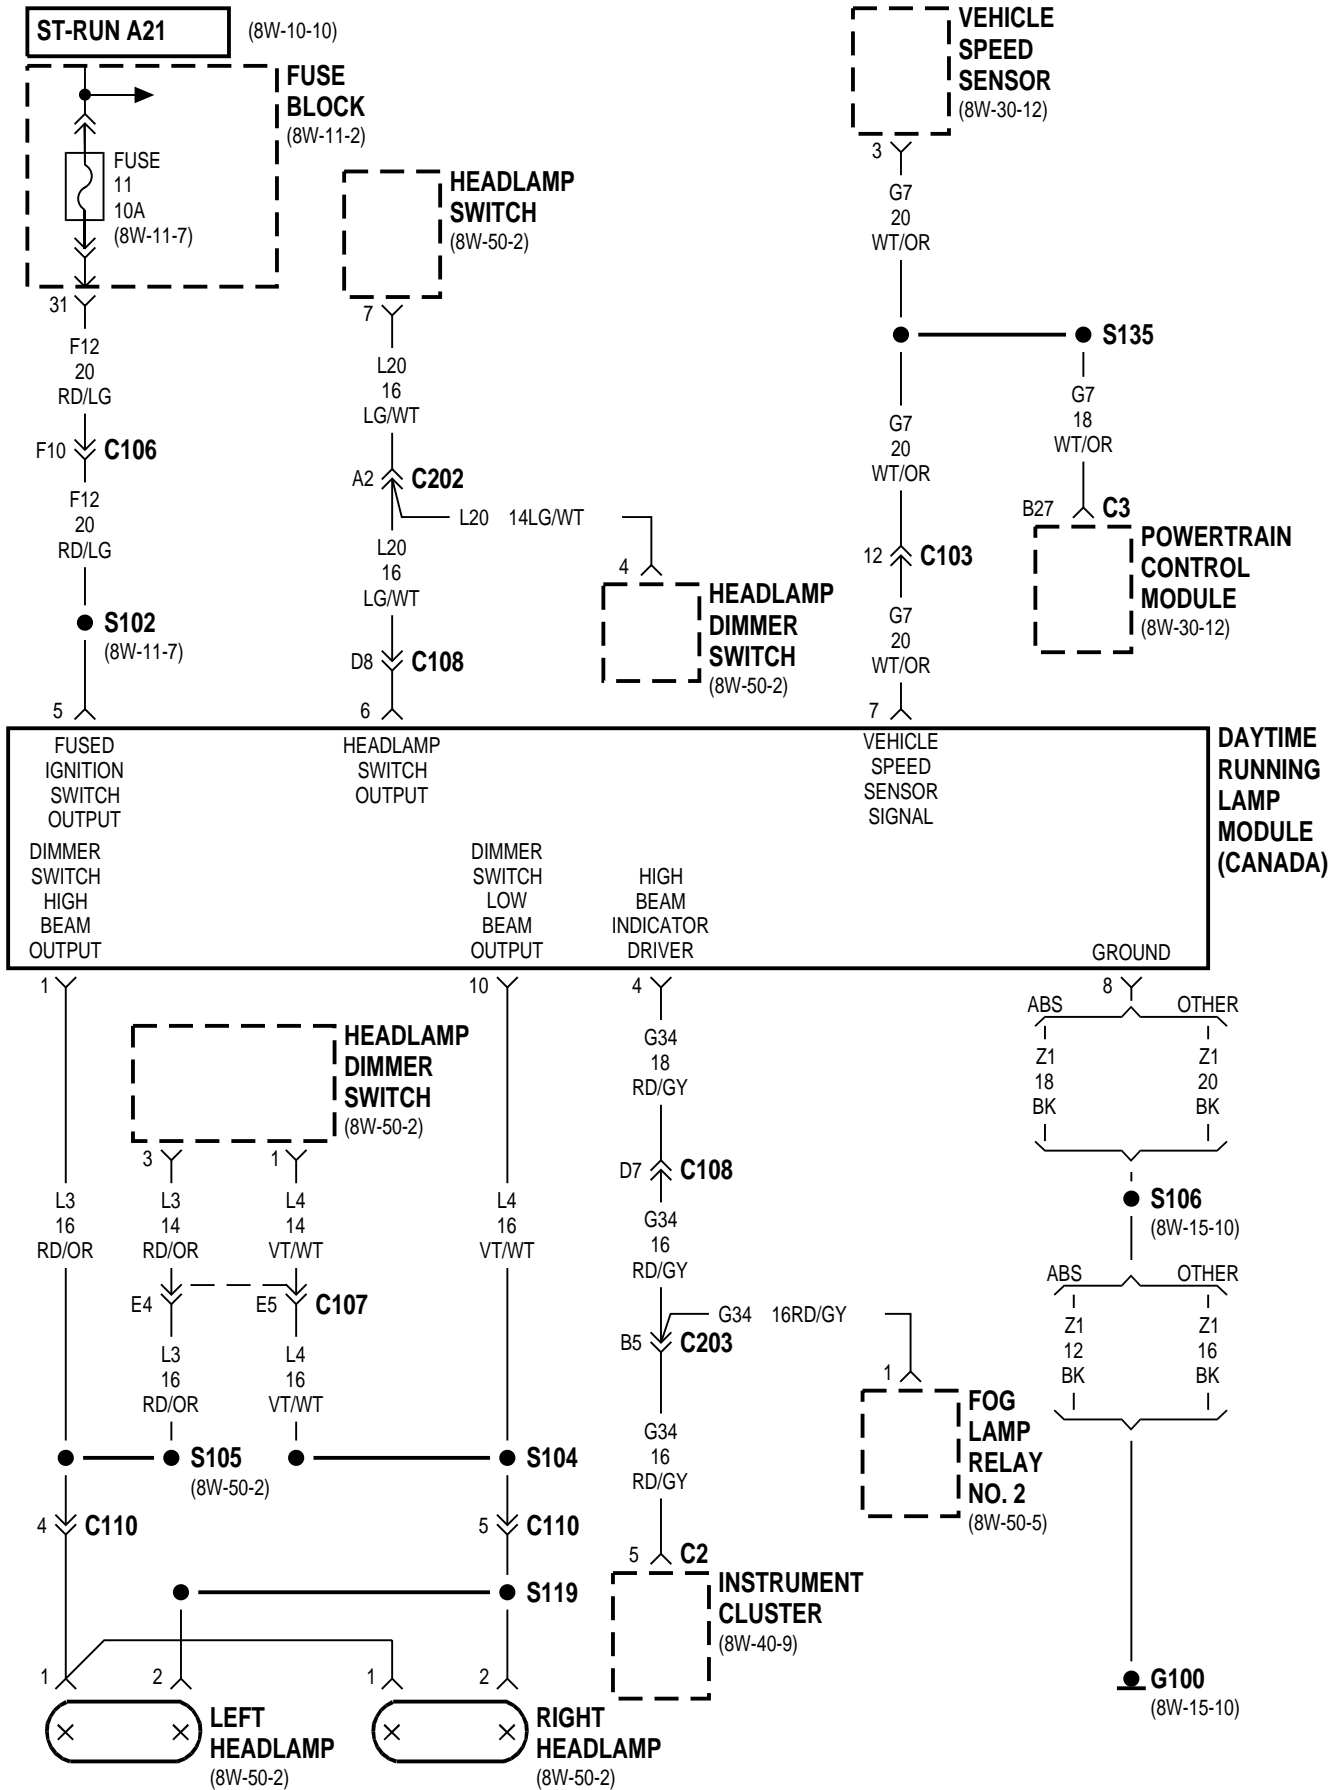 ST-RUN A21
(8W-10-10)
FUSE
BLOCK
(8W-11-2)
FUSE
11
10A
(8W-11-7)
31
F12
20
RD/LG
F10
C106
F12
20
RD/LG
S102
(8W-11-7)
5
HEADLAMP
SWITCH
(8W-50-2)
7
L20
16
LG/WT
A2
C202
L20 14LG/WT
L20
16
LG/WT
D8
C108
6
4
HEADLAMP
DIMMER
SWITCH
(8W-50-2)
VEHICLE
SPEED
SENSOR
(8W-30-12)
3
G7
20
WT/OR
S135
G7
20
WT/OR
12
C103
G7
20
WT/OR
7
G7
18
WT/OR
B27
C3
POWERTRAIN
CONTROL
MODULE
(8W-30-12)
FUSED
IGNITION
SWITCH
OUTPUT
HEADLAMP
SWITCH
OUTPUT
VEHICLE
SPEED
SENSOR
SIGNAL
DAYTIME
RUNNING
LAMP
MODULE
(CANADA)
DIMMER
SWITCH
HIGH
BEAM
OUTPUT
DIMMER
SWITCH
LOW
BEAM
OUTPUT
HIGH
BEAM
INDICATOR
DRIVER
GROUND
1
10
4
8
L3
16
RD/OR
HEADLAMP
DIMMER
SWITCH
(8W-50-2)
3
1
L3
14
RD/OR
L4
14
VT/WT
E4
E5
C107
L3
16
RD/OR
L4
16
VT/WT
L4
16
VT/WT
S105
(8W-50-2)
S104
4
C110
5
C110
S119
1
2
1
2
LEFT
HEADLAMP
(8W-50-2)
RIGHT
HEADLAMP
(8W-50-2)
G34
18
RD/GY
D7
C108
G34
16
RD/GY
G34 16RD/GY
B5
C203
G34
16
RD/GY
5
C2
INSTRUMENT
CLUSTER
(8W-40-9)
1
FOG
LAMP
RELAY
NO. 2
(8W-50-5)
ABS
OTHER
Z1
18
BK
Z1
20
BK
S106
(8W-15-10)
ABS
OTHER
Z1
12
BK
Z1
16
BK
G100
(8W-15-10)